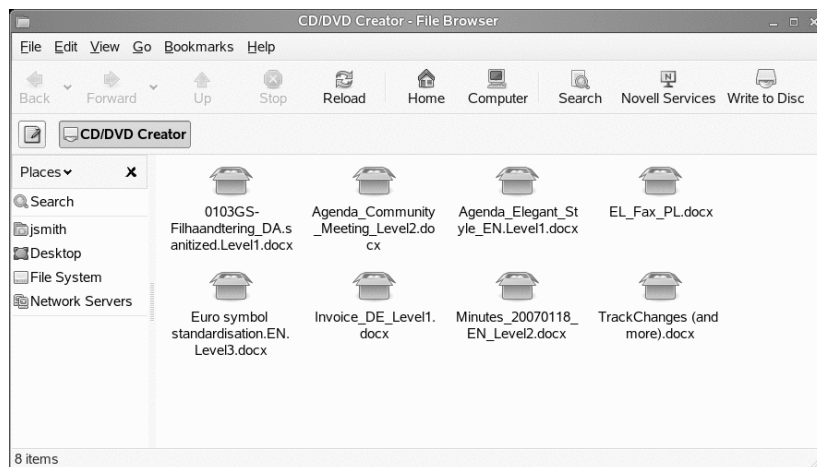 CD/DVD Creator - File Browser
File Edit View Go Bookmarks Help
Back Forward Up Stop Reload Home Computer Search Novell Services Write to Disc
CD/DVD Creator
Places
Search
jsmith
Desktop
File System
Network Servers
0103GS-
Filhaandtering_DA.s
anitized.Level1.docx
Agenda_Community
_Meeting_Level2.do
cx
Agenda_Elegant_St
yle_EN.Level1.docx
EL_Fax_PL.docx
Euro symbol
standardisation.EN.
Level3.docx
Invoice_DE_Level1.
docx
Minutes_20070118_
EN_Level2.docx
TrackChanges (and
more).docx
8 items